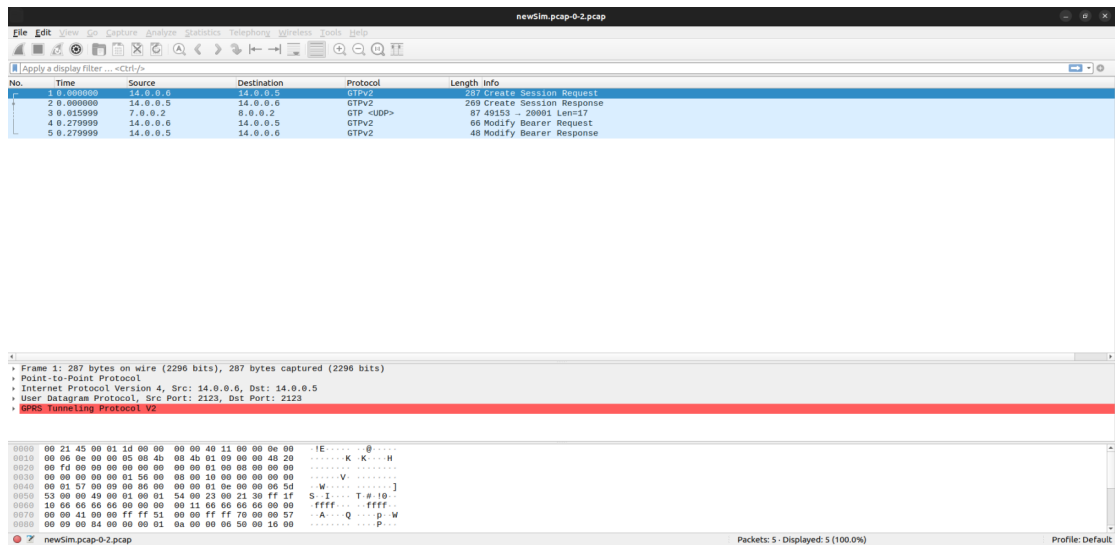 newSim.pcap-0-2.pcap
File Edit View Go Capture Analyze Statistics Telephony Wireless Tools Help
Apply a display filter ... <Ctrl-/>
No. Time Source Destination Protocol Length Info
1 0.000000 14.0.0.6 14.0.0.5 GTPv2 287 Create Session Request
2 0.000000 14.0.0.5 14.0.0.6 GTPv2 269 Create Session Response
3 0.015999 7.0.0.2 8.0.0.2 GTP <UDP> 87 49153 → 20001 Len=17
4 0.279999 14.0.0.6 14.0.0.5 GTPv2 66 Modify Bearer Request
5 0.279999 14.0.0.5 14.0.0.6 GTPv2 48 Modify Bearer Response
Frame 1: 287 bytes on wire (2296 bits), 287 bytes captured (2296 bits)
Point-to-Point Protocol
Internet Protocol Version 4, Src: 14.0.0.6, Dst: 14.0.0.5
User Datagram Protocol, Src Port: 2123, Dst Port: 2123
GPRS Tunneling Protocol V2
0000 00 21 45 00 01 1d 00 00 00 00 40 11 00 00 0e 00 ·!E····· ··@·····
0010 00 06 0e 00 00 05 08 4b 08 4b 01 09 00 00 48 20 ·······K ·K····H
0020 00 fd 00 00 00 00 00 00 00 00 01 00 08 00 00 00 ········ ········
0030 00 00 00 00 00 01 56 00 08 00 10 00 00 00 00 00 ······V· ········
0040 00 01 57 00 09 00 86 00 00 00 01 0e 00 00 06 5d ··W····· ·······]
0050 53 00 00 49 00 01 00 01 54 00 23 00 21 30 ff 1f S··I···· T·#·!0··
0060 10 66 66 66 66 00 00 00 00 11 66 66 66 66 00 00 ·ffff··· ··ffff··
0070 00 00 41 00 00 ff ff 51 00 00 ff ff 70 00 00 57 ··A····Q ····p··W
0080 00 09 00 84 00 00 00 01 0a 00 00 06 50 00 16 00 ········ ····P···
newSim.pcap-0-2.pcap Packets: 5 · Displayed: 5 (100.0%) Profile: Default